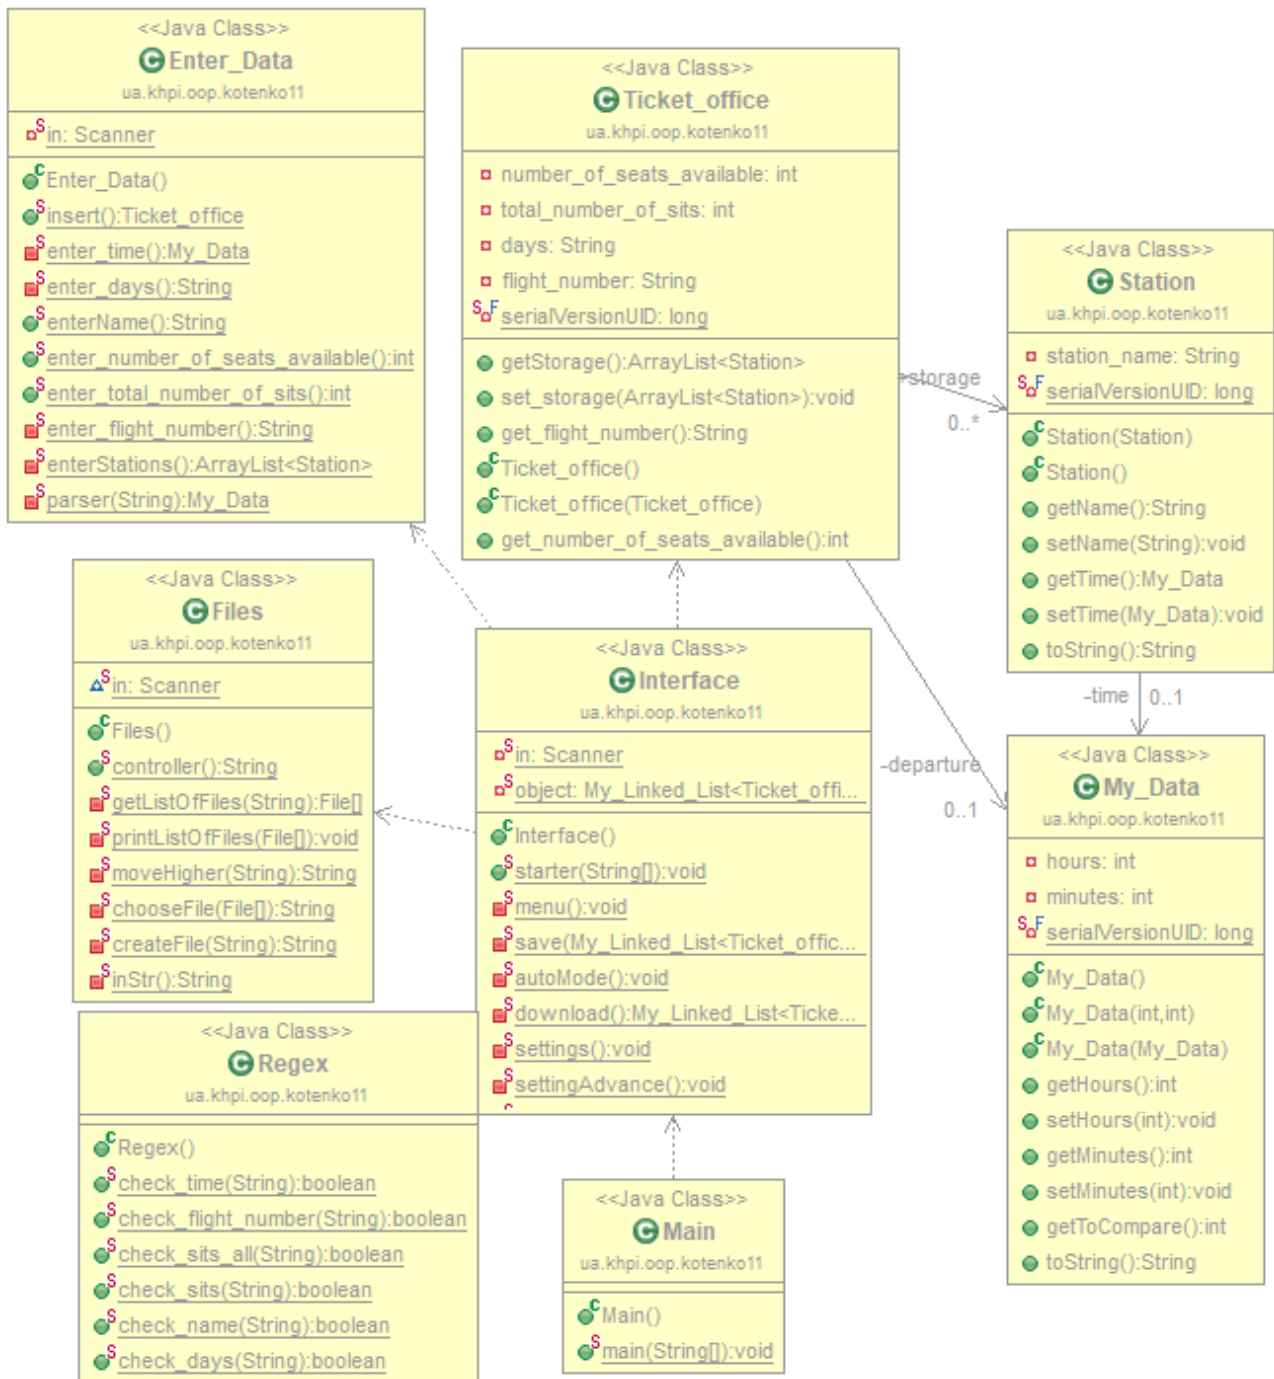 <<Java Class>>
Enter_Data
ua.khpi.oop.kotenko11
in: Scanner
Enter_Data()
insert():Ticket_office
enter_time():My_Data
enter_days():String
enterName():String
enter_number_of_seats_available():int
enter_total_number_of_sits():int
enter_flight_number():String
enterStations():ArrayList<Station>
parser(String):My_Data
<<Java Class>>
Ticket_office
ua.khpi.oop.kotenko11
number_of_seats_available: int
total_number_of_sits: int
days: String
flight_number: String
serialVersionUID: long
getStorage():ArrayList<Station>
set_storage(ArrayList<Station>):void
get_flight_number():String
Ticket_office()
Ticket_office(Ticket_office)
get_number_of_seats_available():int
+storage
0..*
<<Java Class>>
Station
ua.khpi.oop.kotenko11
station_name: String
serialVersionUID: long
Station(Station)
Station()
getName():String
setName(String):void
getTime():My_Data
setTime(My_Data):void
toString():String
-time 0..1
<<Java Class>>
Files
ua.khpi.oop.kotenko11
in: Scanner
Files()
controller():String
getListOfFiles(String):File[]
printListOfFiles(File[]):void
moveHigher(String):String
chooseFile(File[]):String
createFile(String):String
inStr():String
<<Java Class>>
Interface
ua.khpi.oop.kotenko11
in: Scanner
object: My_Linked_List<Ticket_offi...
Interface()
starter(String[]):void
menu():void
save(My_Linked_List<Ticket_offic...
autoMode():void
download():My_Linked_List<Ticke...
settings():void
settingAdvance():void
-departure
0..1
<<Java Class>>
My_Data
ua.khpi.oop.kotenko11
hours: int
minutes: int
serialVersionUID: long
My_Data()
My_Data(int,int)
My_Data(My_Data)
getHours():int
setHours(int):void
getMinutes():int
setMinutes(int):void
getToCompare():int
toString():String
<<Java Class>>
Regex
ua.khpi.oop.kotenko11
Regex()
check_time(String):boolean
check_flight_number(String):boolean
check_sits_all(String):boolean
check_sits(String):boolean
check_name(String):boolean
check_days(String):boolean
<<Java Class>>
Main
ua.khpi.oop.kotenko11
Main()
main(String[]):void